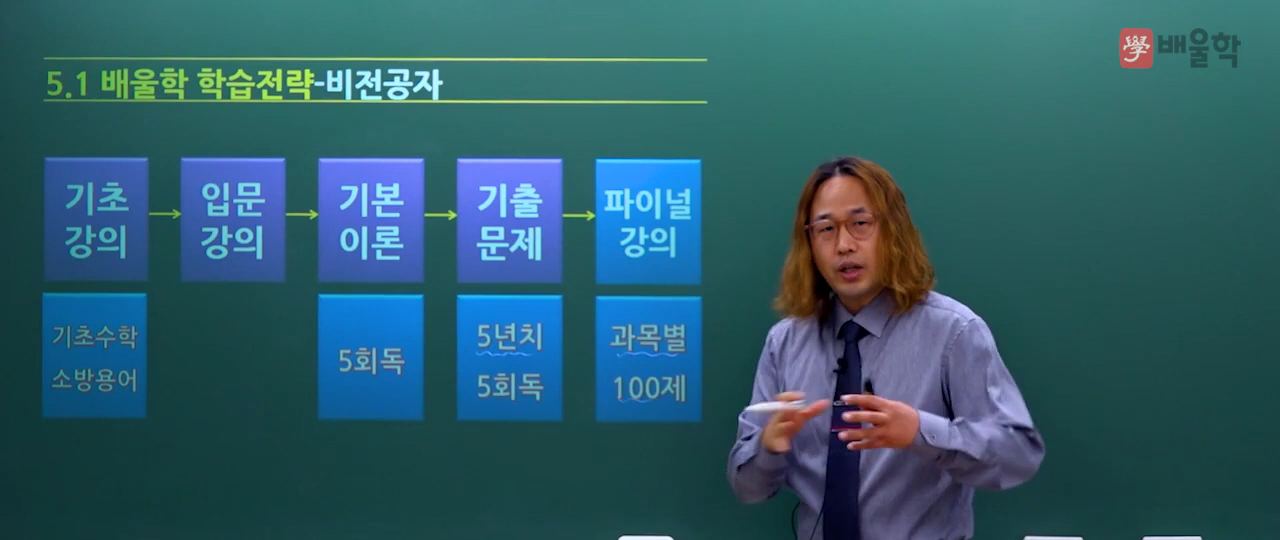 學 배울학
5.1 배울학 학습전략-비전공자
기초
강의
입문
강의
기본
이론
기출
문제
파이널
강의
기초수학
소방용어
5회독
5년치
5회독
과목별
100제